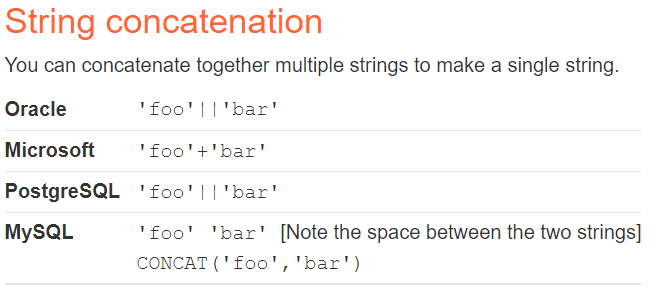 String concatenation
You can concatenate together multiple strings to make a single string.
Oracle 'foo'||'bar'
Microsoft 'foo'+'bar'
PostgreSQL 'foo'||'bar'
MySQL 'foo' 'bar' [Note the space between the two strings]
CONCAT('foo','bar')